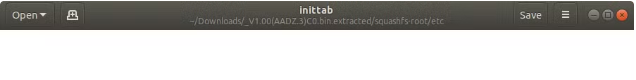 Open
inittab
~/Downloads/_V1.00(AADZ.3)C0.bin.extracted/squashfs-root/etc
Save